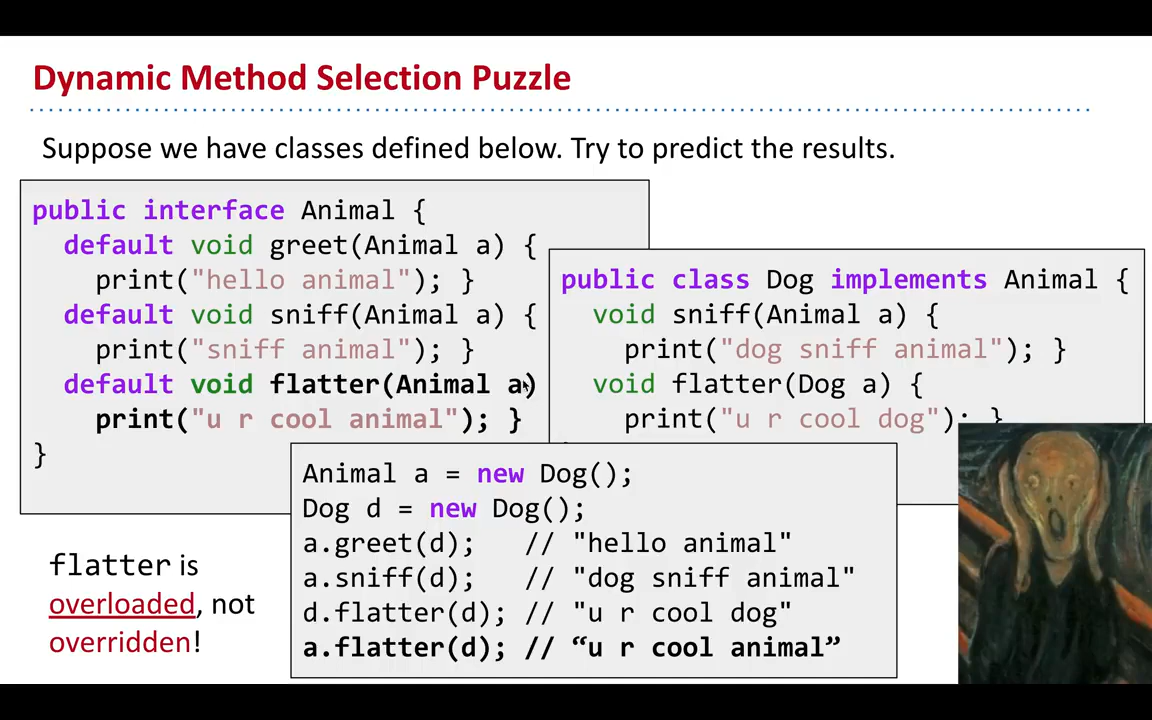 Dynamic Method Selection Puzzle
Suppose we have classes defined below. Try to predict the results.
public interface Animal {
default void greet(Animal a) {
print("hello animal"); }
default void sniff(Animal a) {
print("sniff animal"); }
default void flatter(Animal a)
print("u r cool animal"); }
}
public class Dog implements Animal {
void sniff(Animal a) {
print("dog sniff animal"); }
void flatter(Dog a) {
print("u r cool dog"); }
Animal a = new Dog();
Dog d = new Dog();
a.greet(d); // "hello animal"
a.sniff(d); // "dog sniff animal"
d.flatter(d); // "u r cool dog"
a.flatter(d); // “u r cool animal”
flatter is
overloaded, not
overridden!